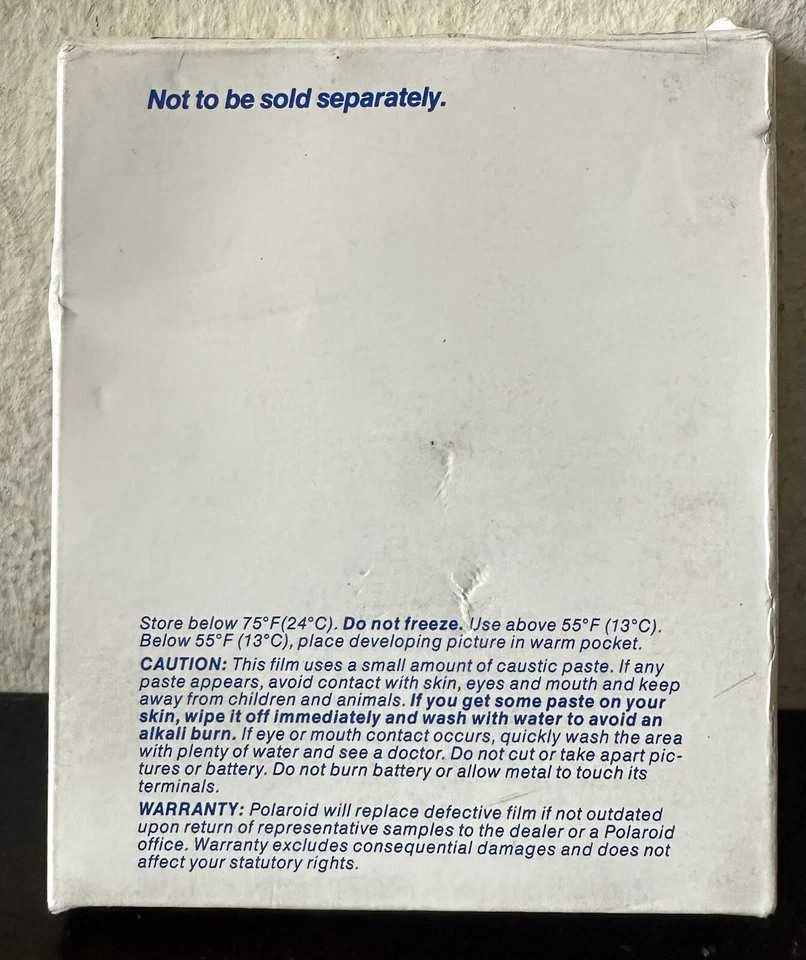 Not to be sold separately.
Store below 75°F(24°C). Do not freeze. Use above 55°F (13°C).
Below 55°F (13°C), place developing picture in warm pocket.
CAUTION: This film uses a small amount of caustic paste. If any
paste appears, avoid contact with skin, eyes and mouth and keep
away from children and animals. If you get some paste on your
skin, wipe it off immediately and wash with water to avoid an
alkali burn. If eye or mouth contact occurs, quickly wash the area
with plenty of water and see a doctor. Do not cut or take apart pic-
tures or battery. Do not burn battery or allow metal to touch its
terminals.
WARRANTY: Polaroid will replace defective film if not outdated
upon return of representative samples to the dealer or a Polaroid
office. Warranty excludes consequential damages and does not
affect your statutory rights.